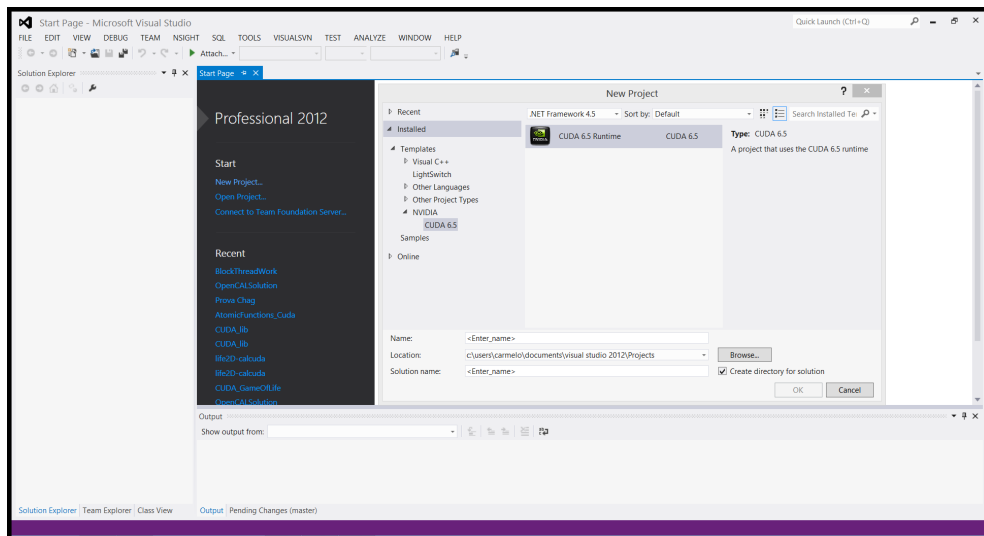 Start Page - Microsoft Visual Studio
Quick Launch (Ctrl+Q)
FILE EDIT VIEW DEBUG TEAM NSIGHT SQL TOOLS VISUALSVN TEST ANALYZE WINDOW HELP
Attach...
Solution Explorer
Start Page
Professional 2012
Start
New Project...
Open Project...
Connect to Team Foundation Server...
Recent
BlockThreadWork
OpenCALSolution
Prova Chag
AtomicFunctions_Cuda
CUDA_lib
CUDA_lib
life2D-calcuda
life2D-calcuda
CUDA_GameOfLife
OpenCALSolution
New Project
?
Recent
Installed
Templates
Visual C++
LightSwitch
Other Languages
Other Project Types
NVIDIA
CUDA 6.5
Samples
Online
.NET Framework 4.5 Sort by: Default
Search Installed Te
CUDA 6.5 Runtime CUDA 6.5
Type: CUDA 6.5
A project that uses the CUDA 6.5 runtime
Name: <Enter_name>
Location: c:\users\carmelo\documents\visual studio 2012\Projects Browse...
Solution name: <Enter_name> Create directory for solution
OK Cancel
Output
Show output from:
Solution Explorer Team Explorer Class View
Output Pending Changes (master)